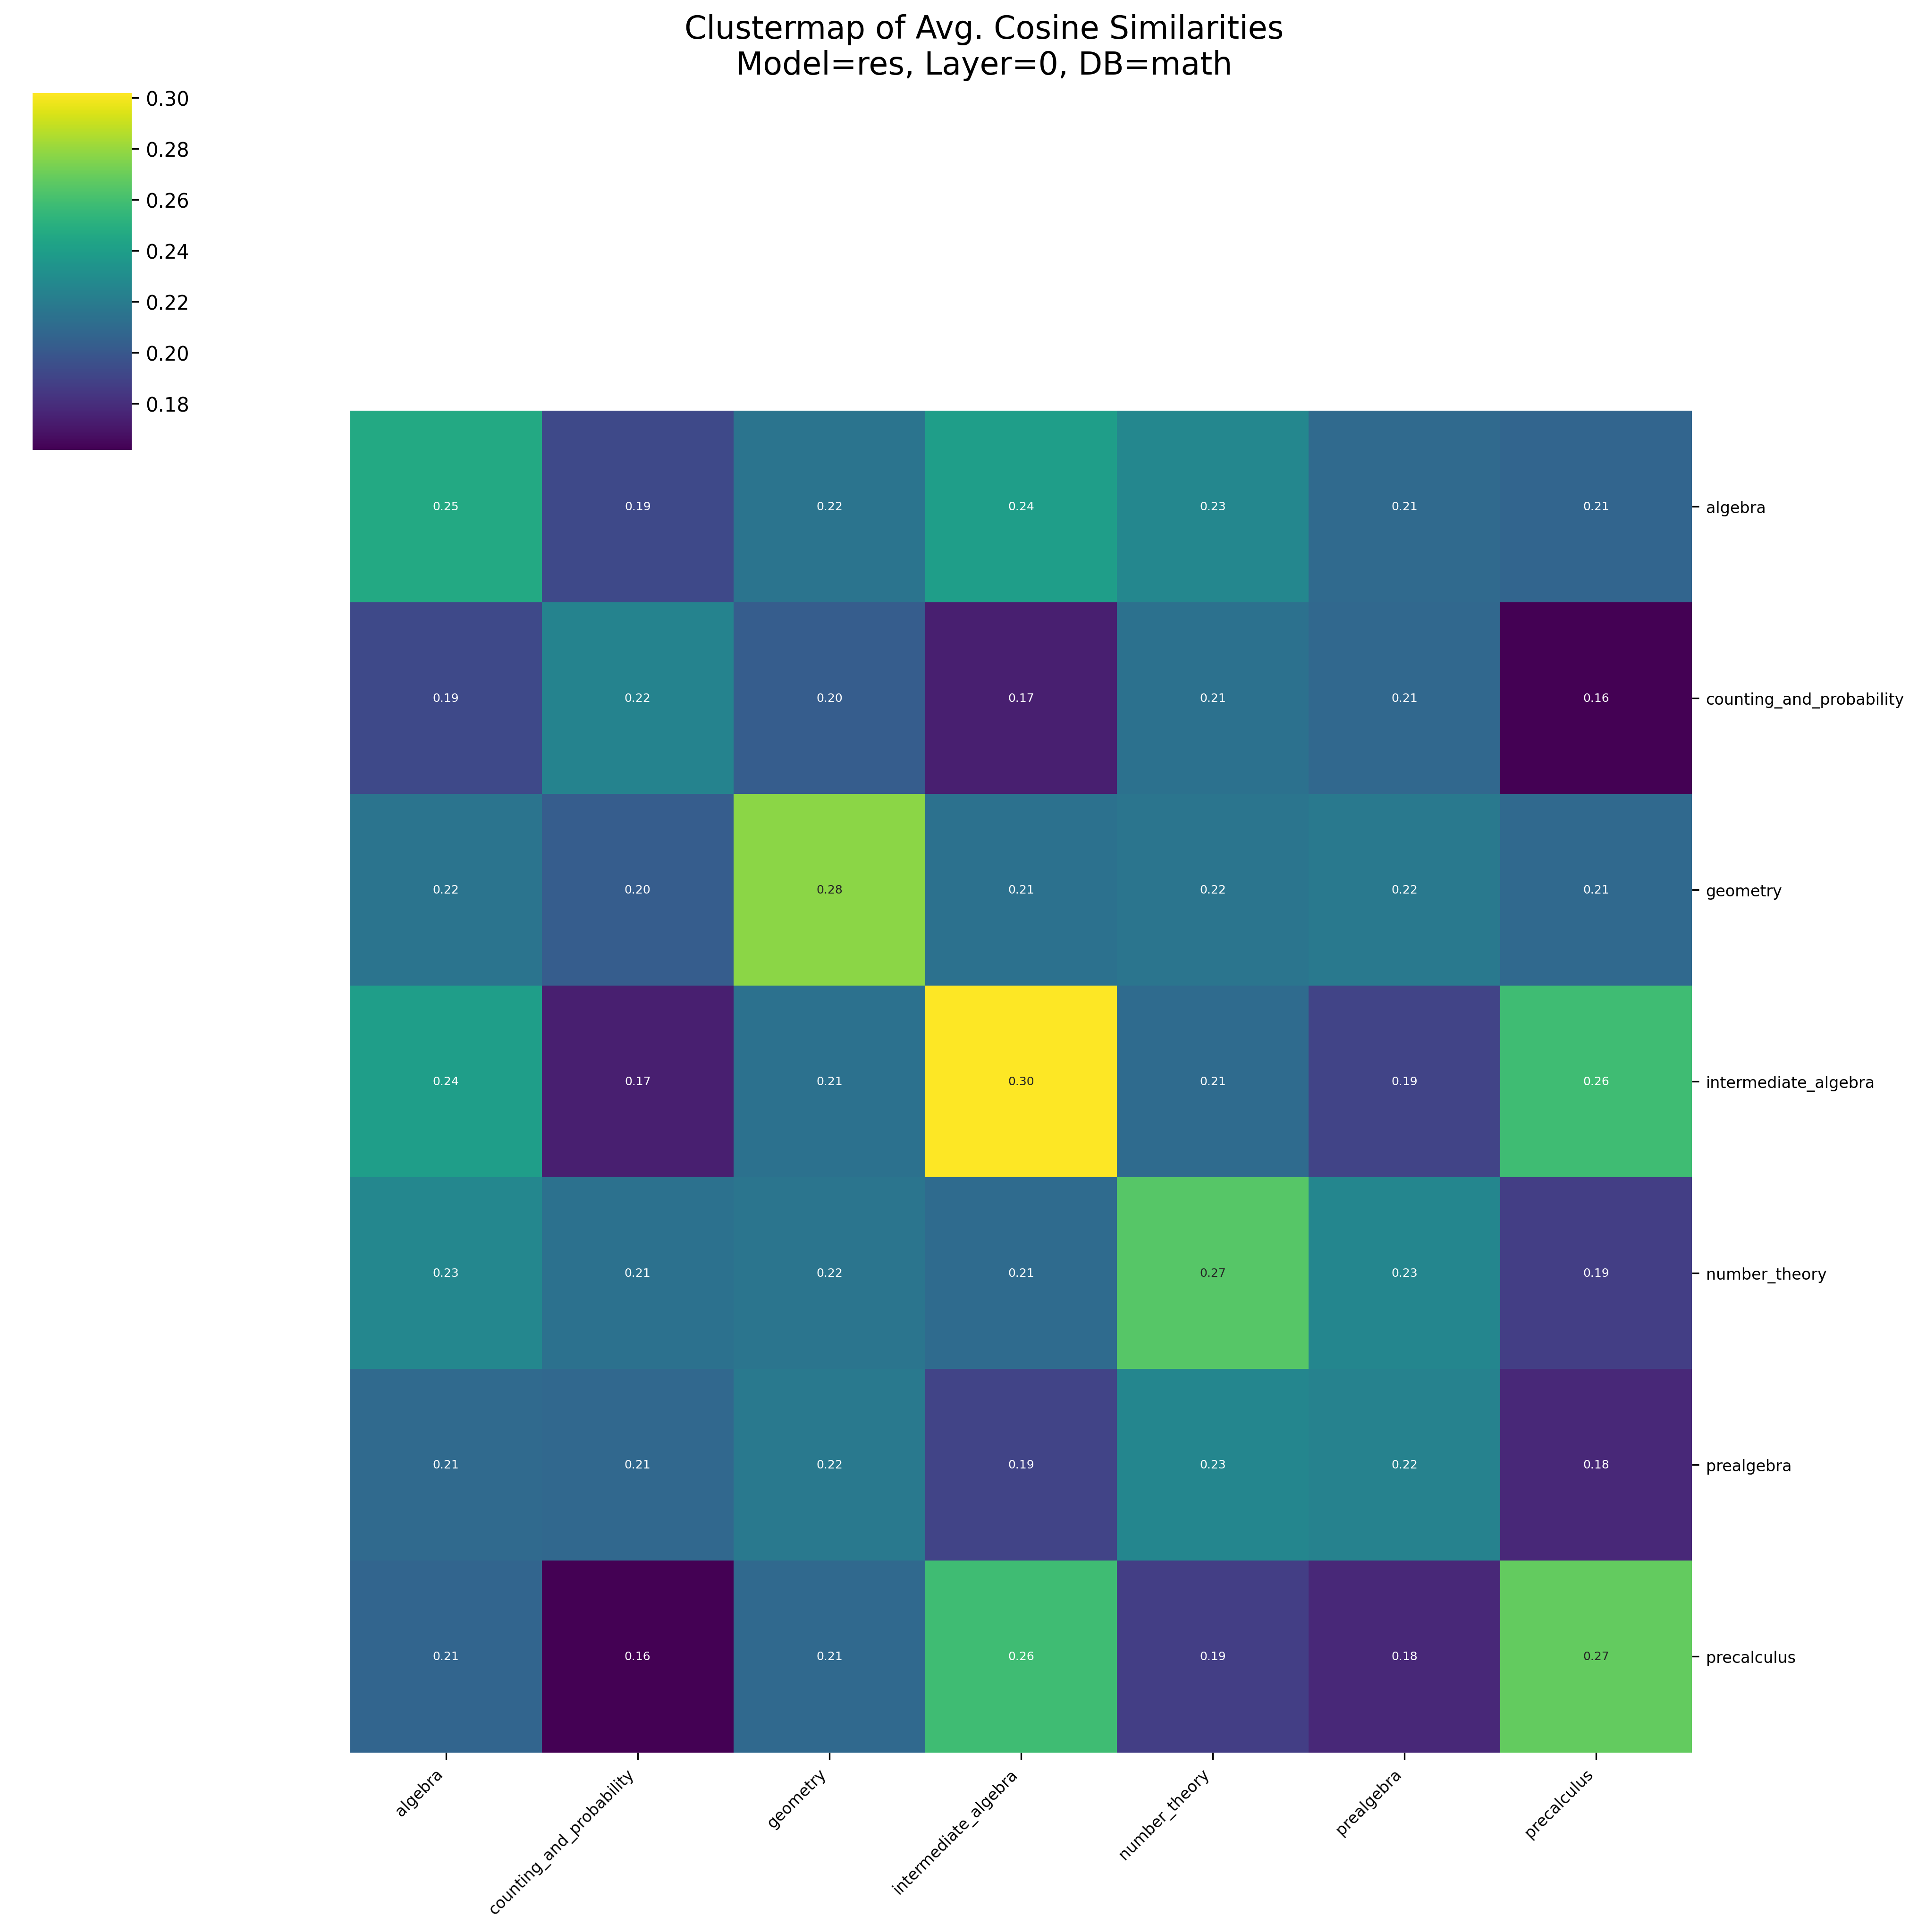 Clustermap of Avg. Cosine Similarities
Model=res, Layer=0, DB=math
0.30
0.28
0.26
0.24
0.22
0.20
0.18
0.25 0.19 0.22 0.24 0.23 0.21 0.21 algebra
0.19 0.22 0.20 0.17 0.21 0.21 0.16 counting_and_probability
0.22 0.20 0.28 0.21 0.22 0.22 0.21 geometry
0.24 0.17 0.21 0.30 0.21 0.19 0.26 intermediate_algebra
0.23 0.21 0.22 0.21 0.27 0.23 0.19 number_theory
0.21 0.21 0.22 0.19 0.23 0.22 0.18 prealgebra
0.21 0.16 0.21 0.26 0.19 0.18 0.27 precalculus
algebra
counting_and_probability
geometry
intermediate_algebra
number_theory
prealgebra
precalculus